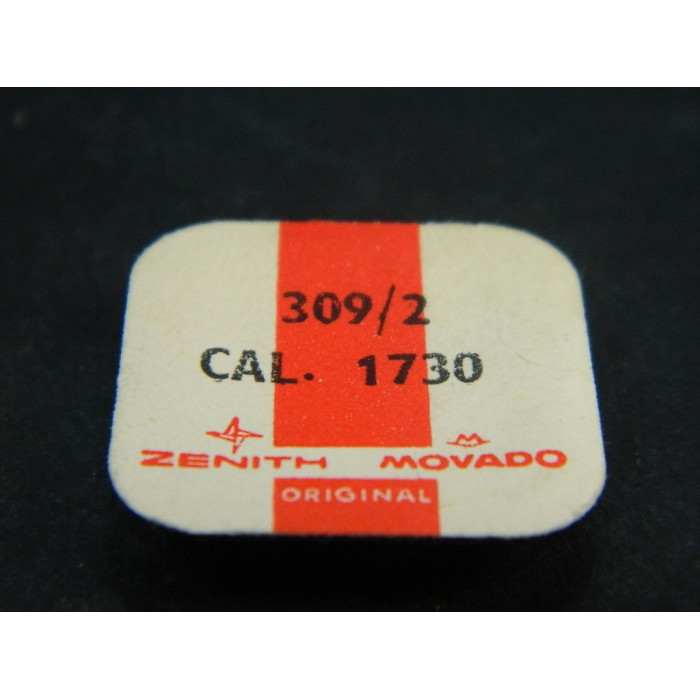 309/2
CAL. 1730
ZENITH MOVADO
ORIGINAL